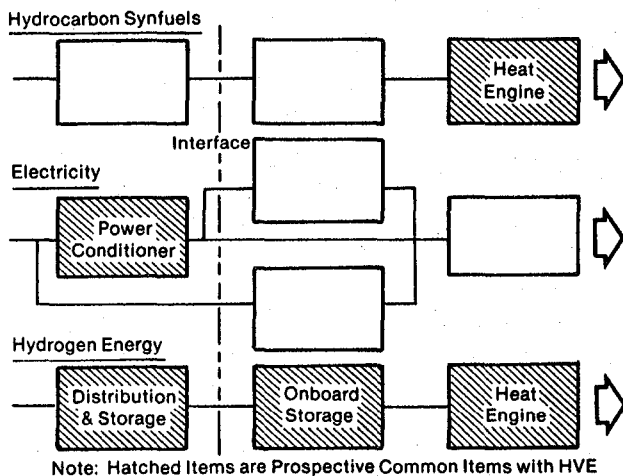 Hydrocarbon Synfuels
Heat
Engine
Interface
Electricity
Power
Conditioner
Hydrogen Energy
Distribution
& Storage
Onboard
Storage
Heat
Engine
Note: Hatched Items are Prospective Common Items with HVE